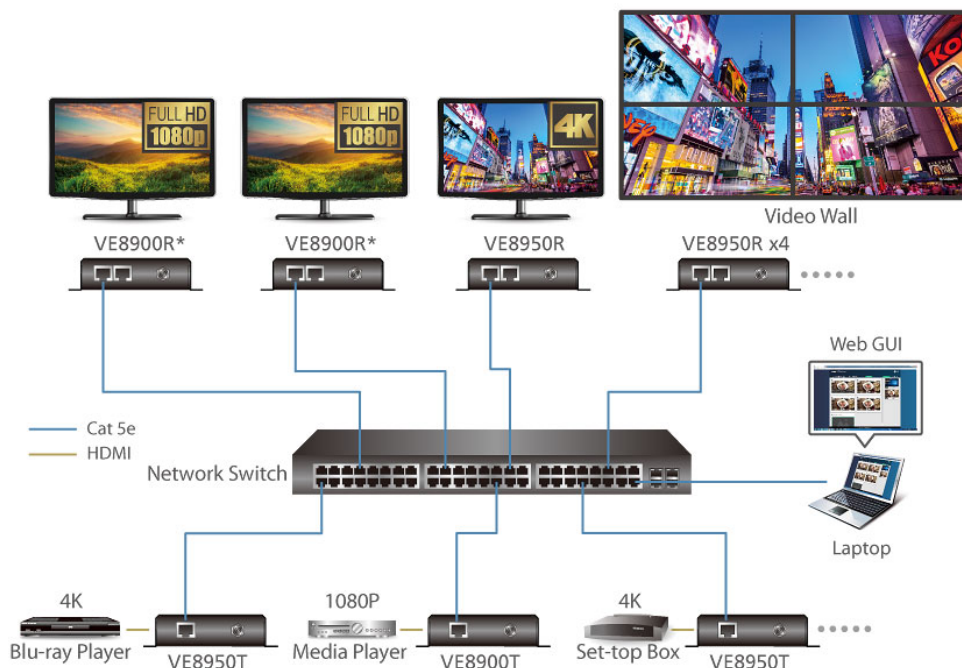 FULL HD
1080p
FULL HD
1080p
4K
Video Wall
VE8900R*
VE8900R*
VE8950R
VE8950R x4
Web GUI
Cat 5e
HDMI
Network Switch
Laptop
4K
1080P
4K
Blu-ray Player
VE8950T
Media Player
VE8900T
Set-top Box
VE8950T